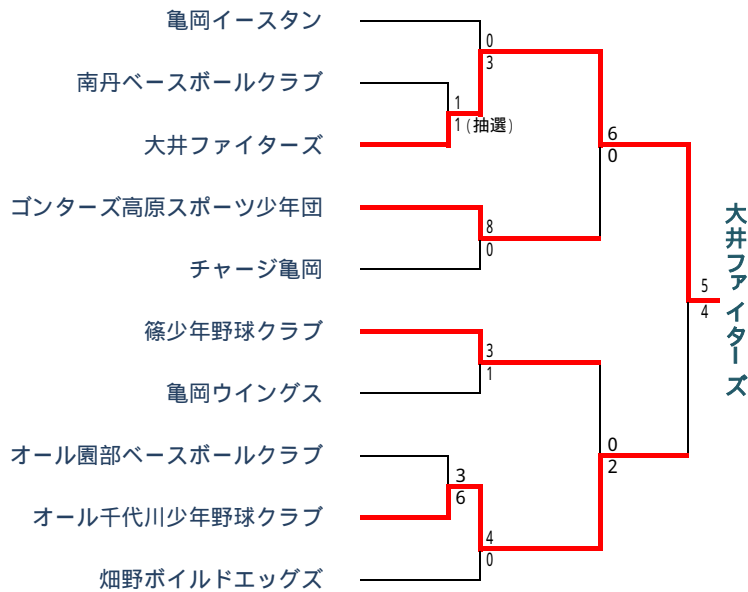 亀岡イースタン
0
3
南丹ベースボールクラブ
1
1(抽選)
大井ファイターズ
6
0
ゴンターズ高原スポーツ少年団
8
0
チャージ亀岡
大井ファイターズ
5
4
篠少年野球クラブ
3
1
亀岡ウイングス
オール園部ベースボールクラブ
0
2
3
6
オール千代川少年野球クラブ
4
0
畑野ボイルドエッグズ